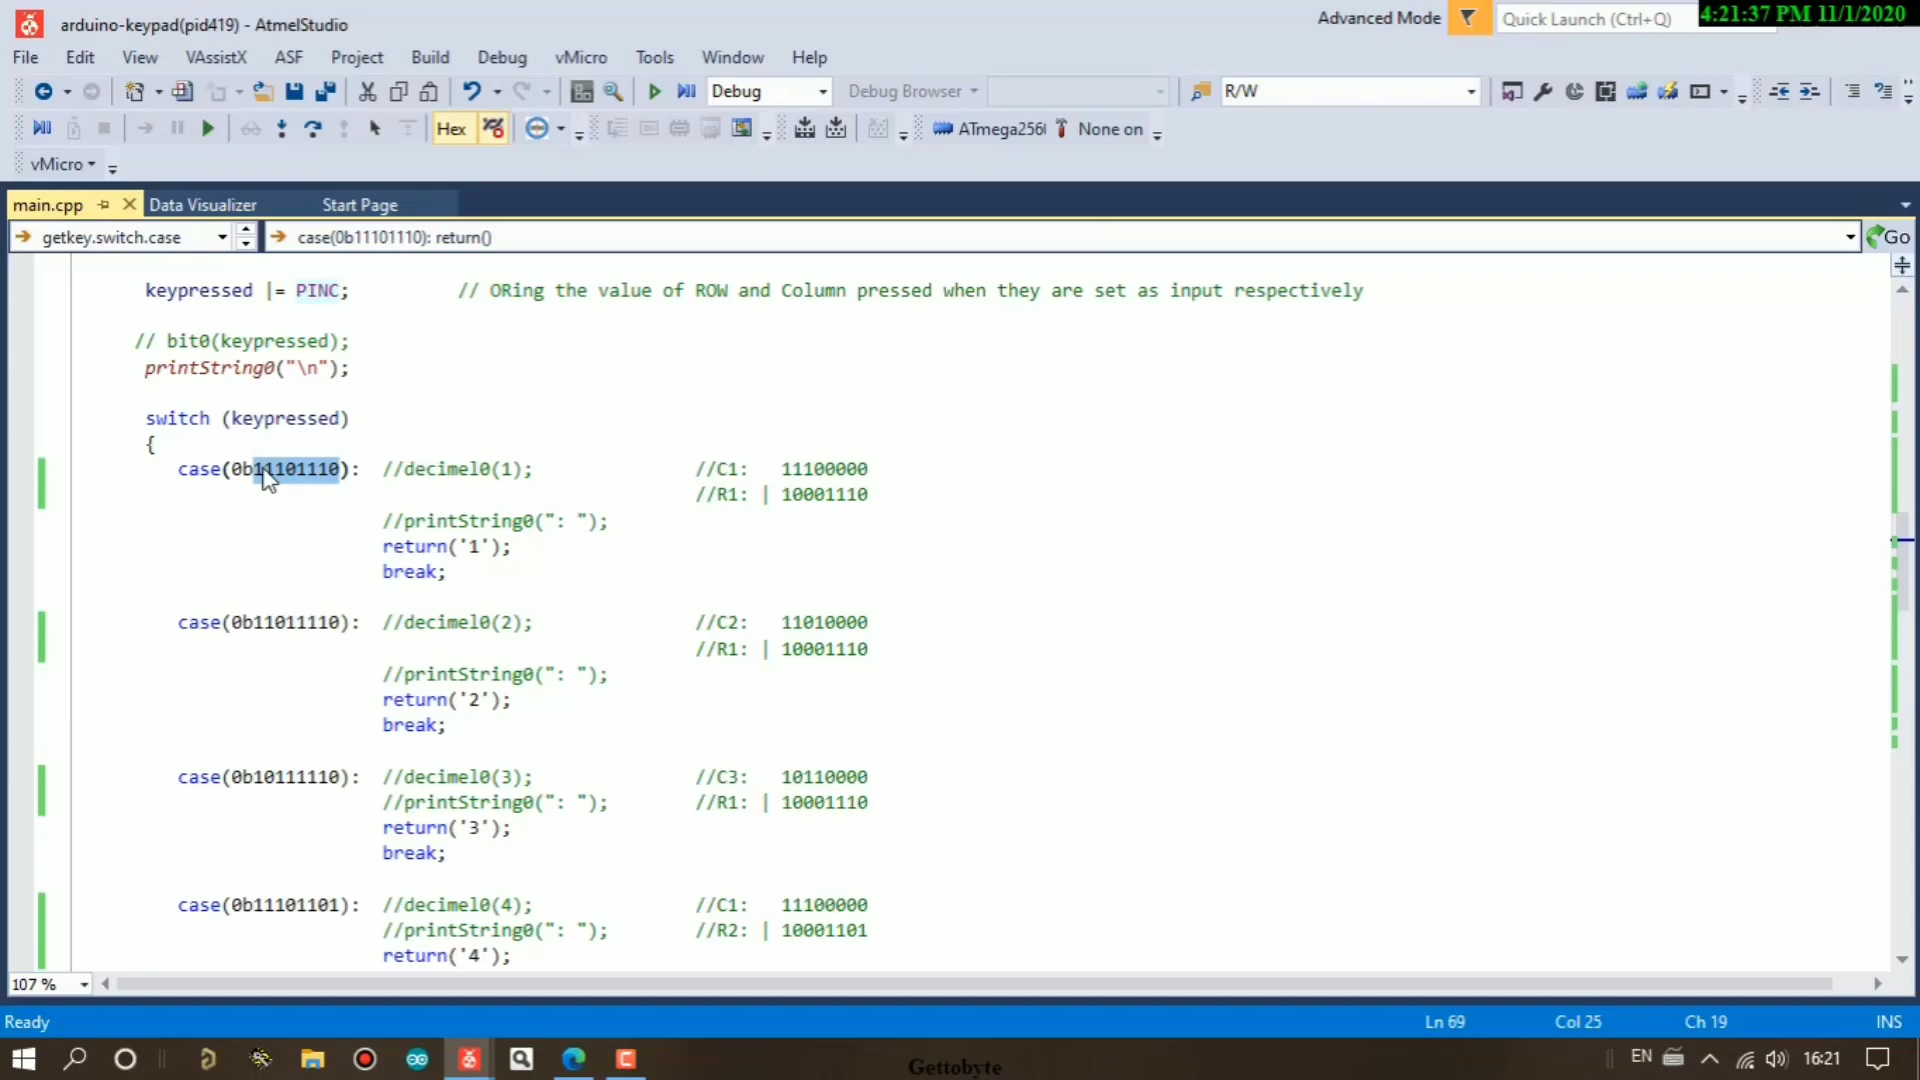 arduino-keypad(pid419) - AtmelStudio
Advanced Mode
Quick Launch (Ctrl+Q)
4:21:37 PM 11/1/2020
File Edit View VAssistX ASF Project Build Debug vMicro Tools Window Help
Debug
Debug Browser
R/W
Hex
ATmega256
None on
vMicro
main.cpp
Data Visualizer
Start Page
getkey.switch.case
case(0b11101110): return()
Go
keypressed |= PINC; // ORing the value of ROW and Column pressed when they are set as input respectively
// bit0(keypressed);
printString0("\n");
switch (keypressed)
{
case(0b11101110): //decimel0(1); //C1: 11100000
//R1: | 10001110
//printString0(": ");
return('1');
break;
case(0b11011110): //decimel0(2); //C2: 11010000
//R1: | 10001110
//printString0(": ");
return('2');
break;
case(0b10111110): //decimel0(3); //C3: 10110000
//printString0(": "); //R1: | 10001110
return('3');
break;
case(0b11101101): //decimel0(4); //C1: 11100000
//printString0(": "); //R2: | 10001101
return('4');
107 %
Ready
Ln 69
Col 25
Ch 19
INS
Gettobyte
EN
16:21